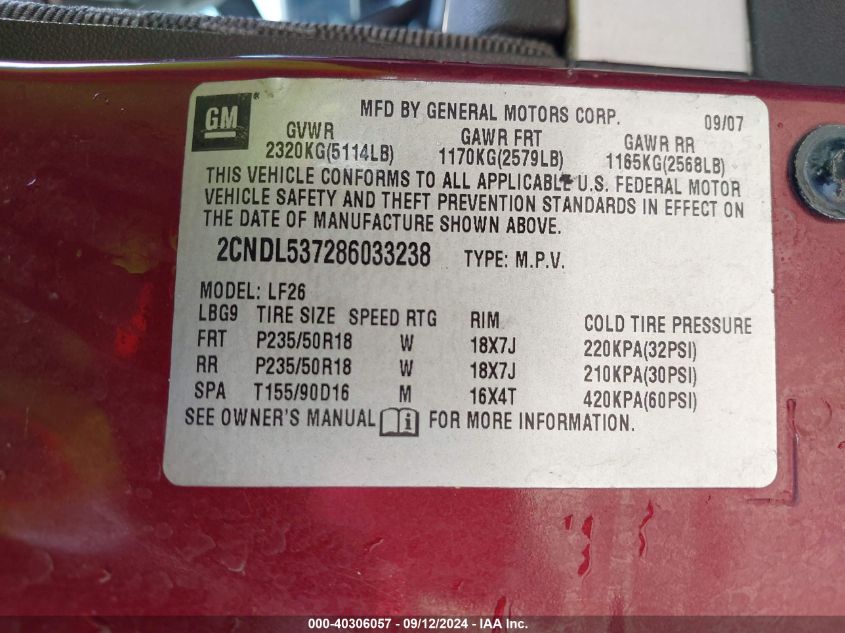 GM ® MFD BY GENERAL MOTORS CORP. 09/07
GVWR GAWR FRT GAWR RR
2320KG(5114LB) 1170KG(2579LB) 1165KG(2568LB)
THIS VEHICLE CONFORMS TO ALL APPLICABLE U.S. FEDERAL MOTOR
VEHICLE SAFETY AND THEFT PREVENTION STANDARDS IN EFFECT ON
THE DATE OF MANUFACTURE SHOWN ABOVE.
2CNDL537286033238 TYPE: M.P.V.
MODEL: LF26
LBG9 TIRE SIZE SPEED RTG RIM COLD TIRE PRESSURE
FRT P235/50R18 W 18X7J 220KPA(32PSI)
RR P235/50R18 W 18X7J 210KPA(30PSI)
SPA T155/90D16 M 16X4T 420KPA(60PSI)
SEE OWNER'S MANUAL i FOR MORE INFORMATION.
000-40306057 - 09/12/2024 - IAA Inc.